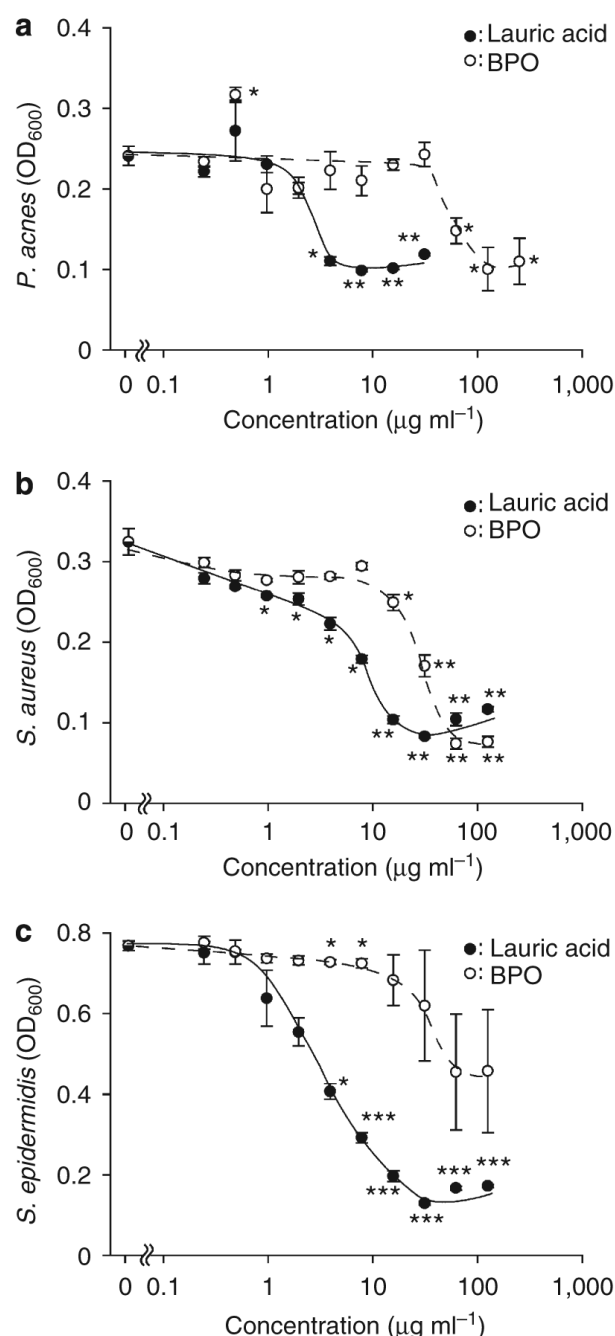 a
0.4
0.3
0.2
0.1
0
P. acnes (OD600)
●: Lauric acid
○: BPO
*
*
**
**
**
*
*
*
0 0.1 1 10 100 1,000
Concentration (μg ml–1)
b
0.4
0.3
0.2
0.1
0
S. aureus (OD600)
●: Lauric acid
○: BPO
*
*
*
*
*
**
**
**
**
**
**
**
0 0.1 1 10 100 1,000
Concentration (μg ml–1)
c
0.8
0.6
0.4
0.2
0
S. epidermidis (OD600)
●: Lauric acid
○: BPO
* *
*
***
***
***
***
***
0 0.1 1 10 100 1,000
Concentration (μg ml–1)